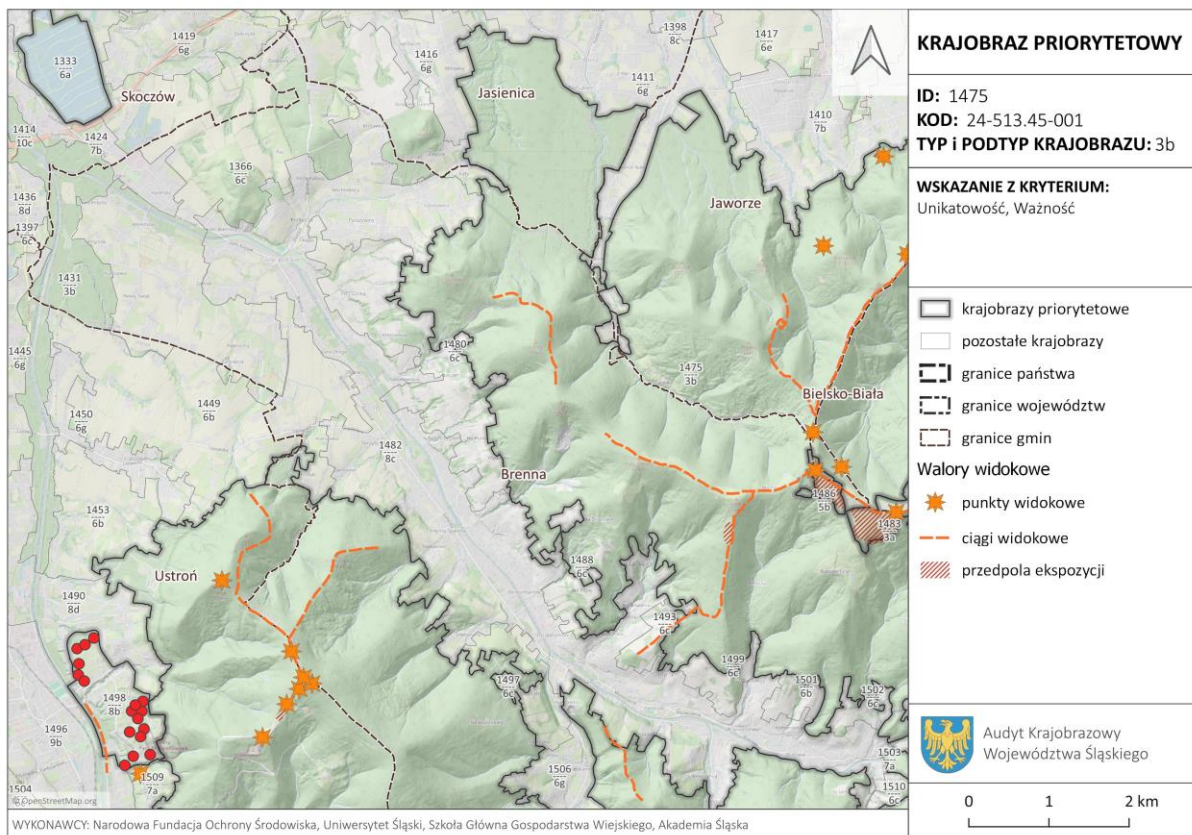 1333
6a
1419
6g
Skoczów
1416
6g
1398
8c
1417
6e
Jasienica
1411
6g
1410
7b
1414
10c
1424
7b
1366
6c
1436
8d
1397
6c
Jaworze
1431
3b
1445
6g
1480
6c
1475
3b
Bielsko-Biała
1450
6g
1449
6b
1482
8c
Brenna
1486
5b
1483
3a
1453
6b
Ustroń
1488
6c
1490
8d
1493
6c
1499
6c
1501
6b
1502
6c
1498
8b
1497
6c
1496
9b
1503
7a
1504
1509
7a
1506
6g
1510
6c
© OpenStreetMap.org
WYKONAWCY: Narodowa Fundacja Ochrony Środowiska, Uniwersytet Śląski, Szkoła Główna Gospodarstwa Wiejskiego, Akademia Śląska
KRAJOBRAZ PRIORYTETOWY
ID: 1475
KOD: 24-513.45-001
TYP i PODTYP KRAJOBRAZU: 3b
WSKAZANIE Z KRYTERIUM:
Unikatowość, Ważność
krajobrazy priorytetowe
pozostałe krajobrazy
granice państwa
granice województw
granice gmin
Walory widokowe
punkty widokowe
ciągi widokowe
przedpola ekspozycji
Audyt Krajobrazowy
Województwa Śląskiego
0 1 2 km